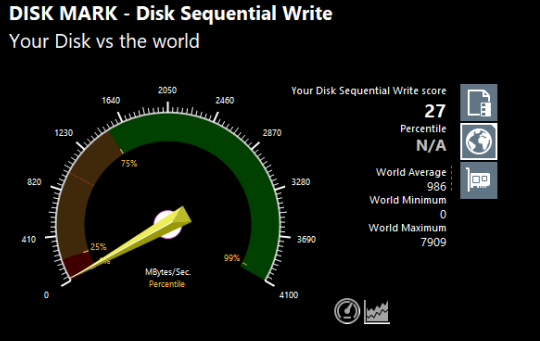 DISK MARK - Disk Sequential Write
Your Disk vs the world
Your Disk Sequential Write score
27
Percentile
N/A
World Average
986
World Minimum
0
World Maximum
7909
0
410
820
1230
1640
2050
2460
2870
3280
3690
4100
25%
75%
99%
MBytes/Sec.
Percentile